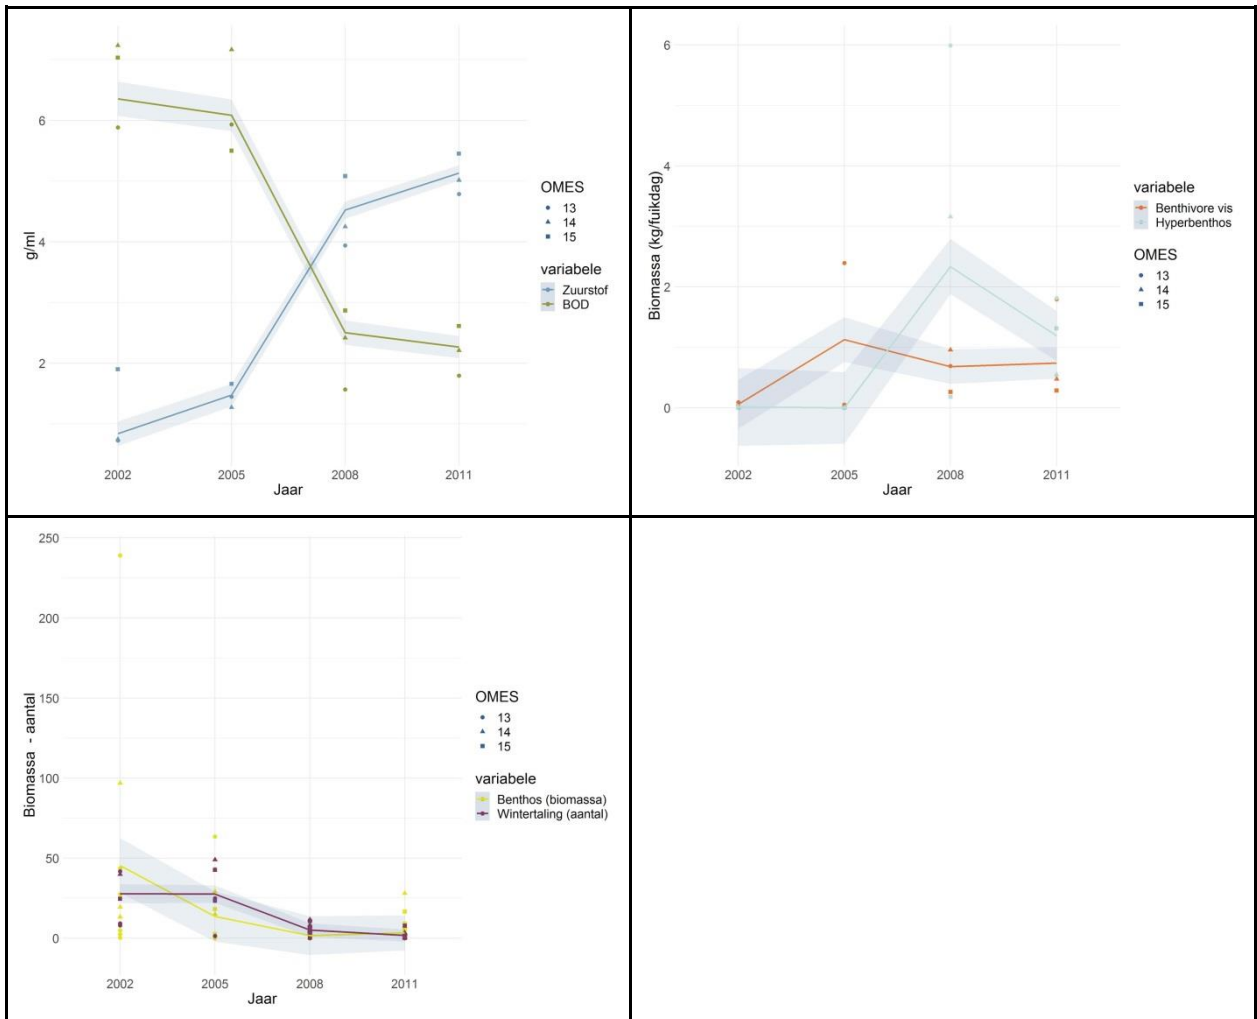 6
4
2
g/ml
2002
2005
2008
2011
Jaar
OMES
13
14
15
variabele
Zuurstof
BOD
6
4
2
0
Biomassa (kg/fuikdag)
2002
2005
2008
2011
Jaar
variabele
Benthivore vis
Hyperbenthos
OMES
13
14
15
250
200
150
100
50
0
Biomassa - aantal
2002
2005
2008
2011
Jaar
OMES
13
14
15
variabele
Benthos (biomassa)
Wintertaling (aantal)